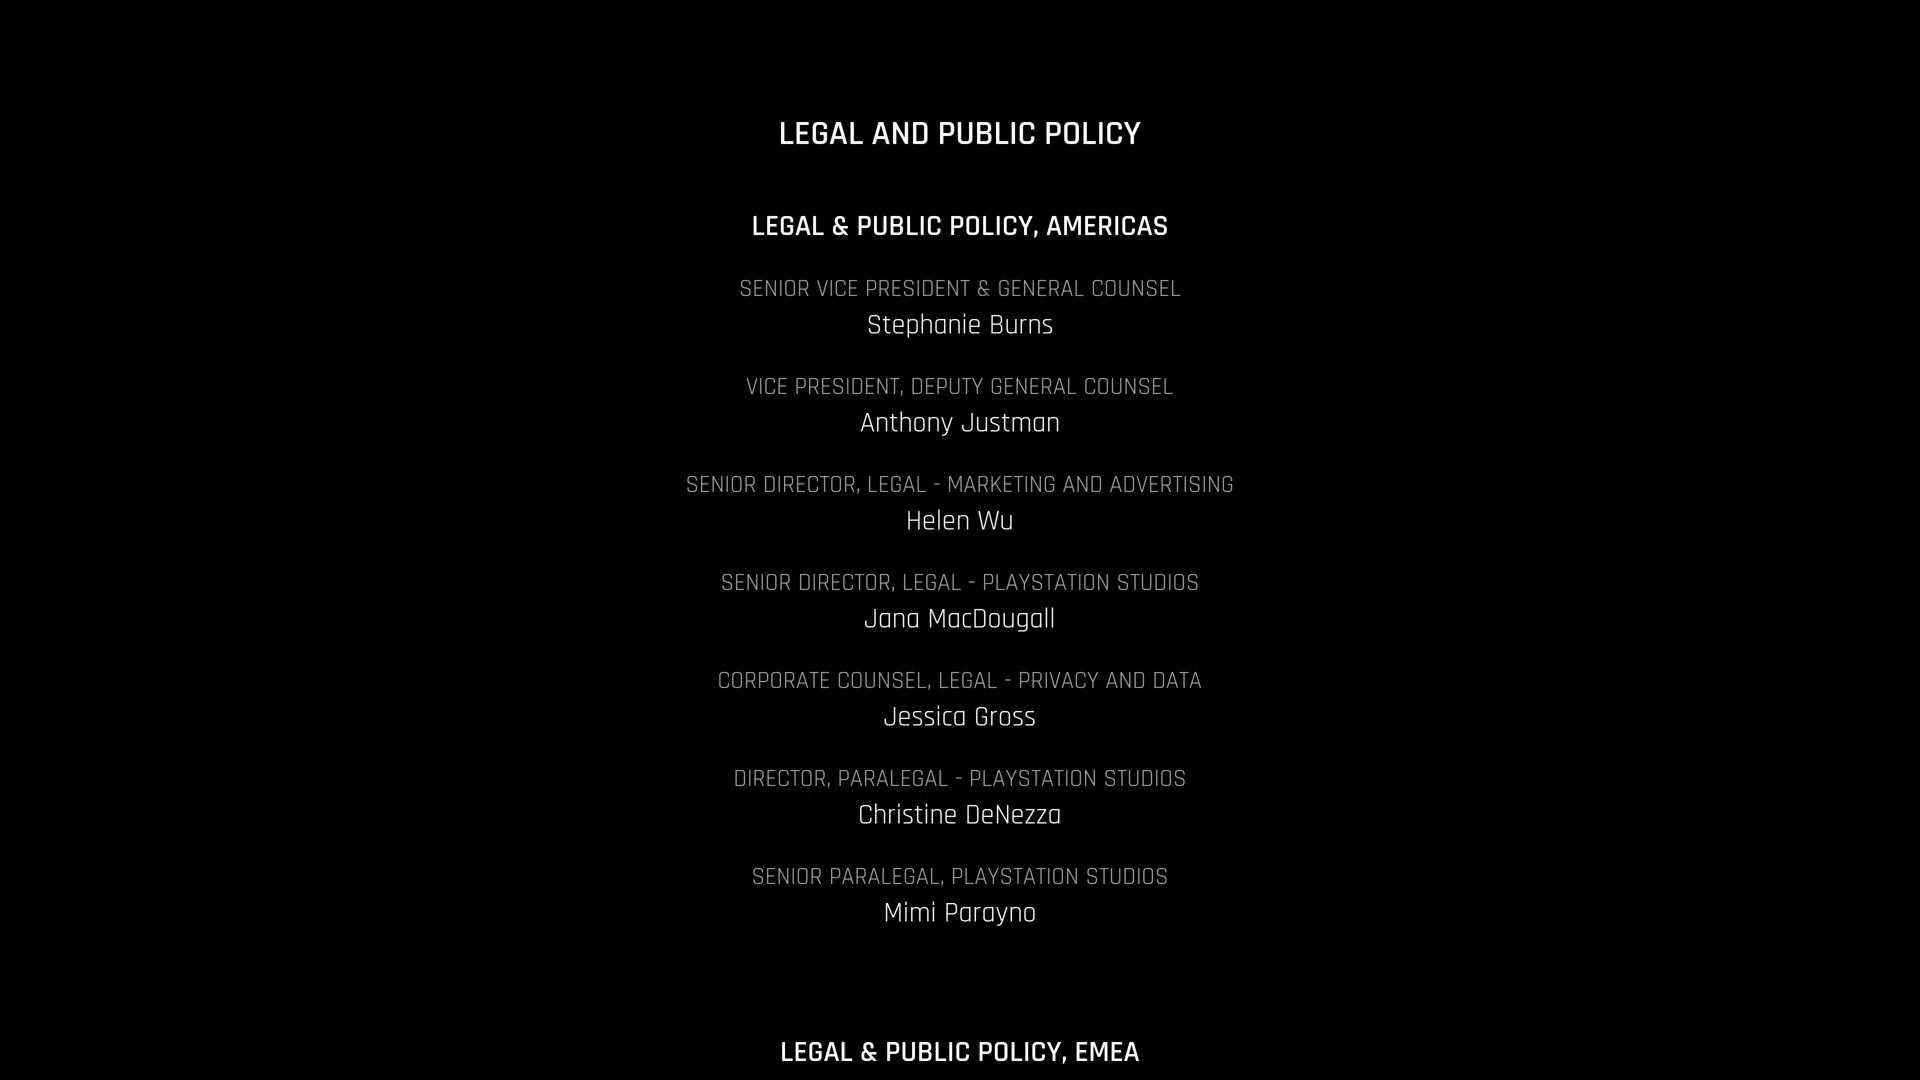 LEGAL AND PUBLIC POLICY
LEGAL & PUBLIC POLICY, AMERICAS
SENIOR VICE PRESIDENT & GENERAL COUNSEL
Stephanie Burns
VICE PRESIDENT, DEPUTY GENERAL COUNSEL
Anthony Justman
SENIOR DIRECTOR, LEGAL - MARKETING AND ADVERTISING
Helen Wu
SENIOR DIRECTOR, LEGAL - PLAYSTATION STUDIOS
Jana MacDougall
CORPORATE COUNSEL, LEGAL - PRIVACY AND DATA
Jessica Gross
DIRECTOR, PARALEGAL - PLAYSTATION STUDIOS
Christine DeNezza
SENIOR PARALEGAL, PLAYSTATION STUDIOS
Mimi Parayno
LEGAL & PUBLIC POLICY, EMEA